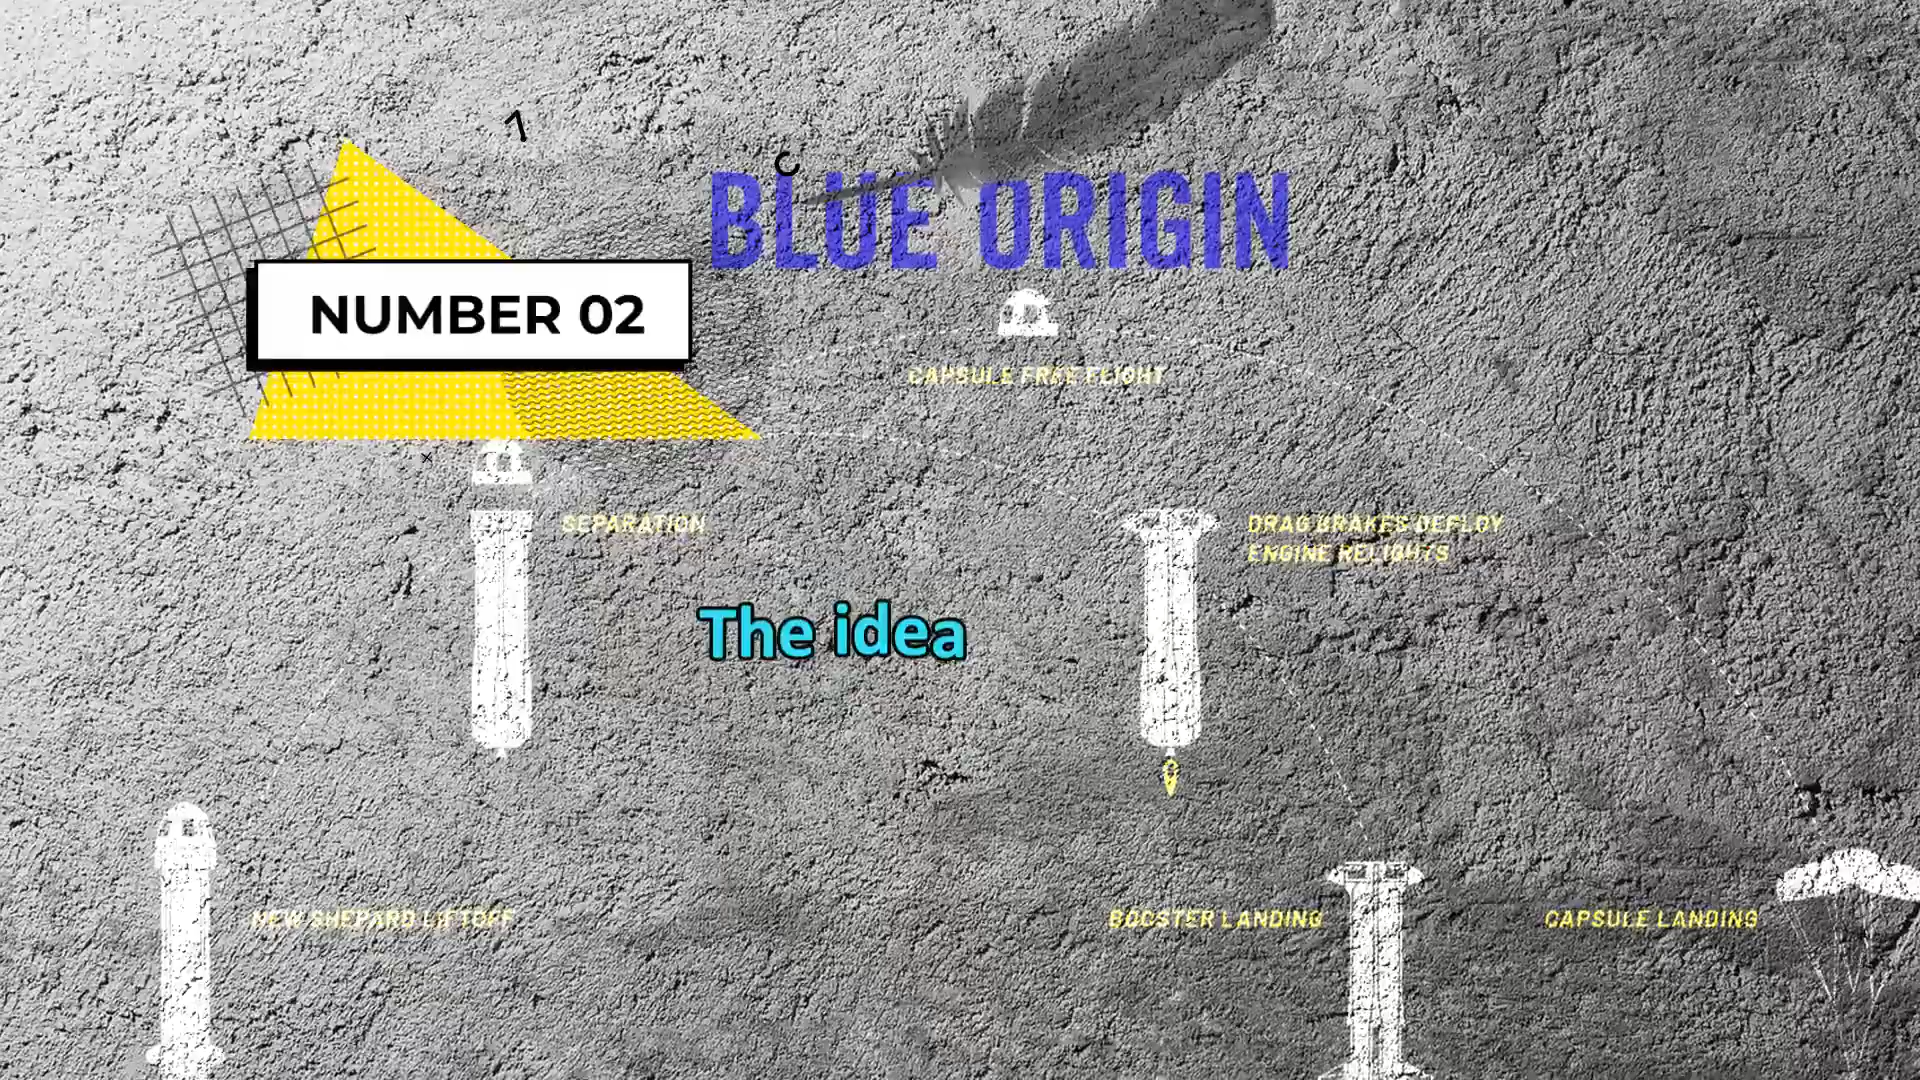 BLUE ORIGIN
NUMBER 02
CAPSULE FREE FLIGHT
SEPARATION
DRAG BRAKES DEPLOY
ENGINE RELIGHTS
The idea
NEW SHEPARD LIFTOFF
BOOSTER LANDING
CAPSULE LANDING